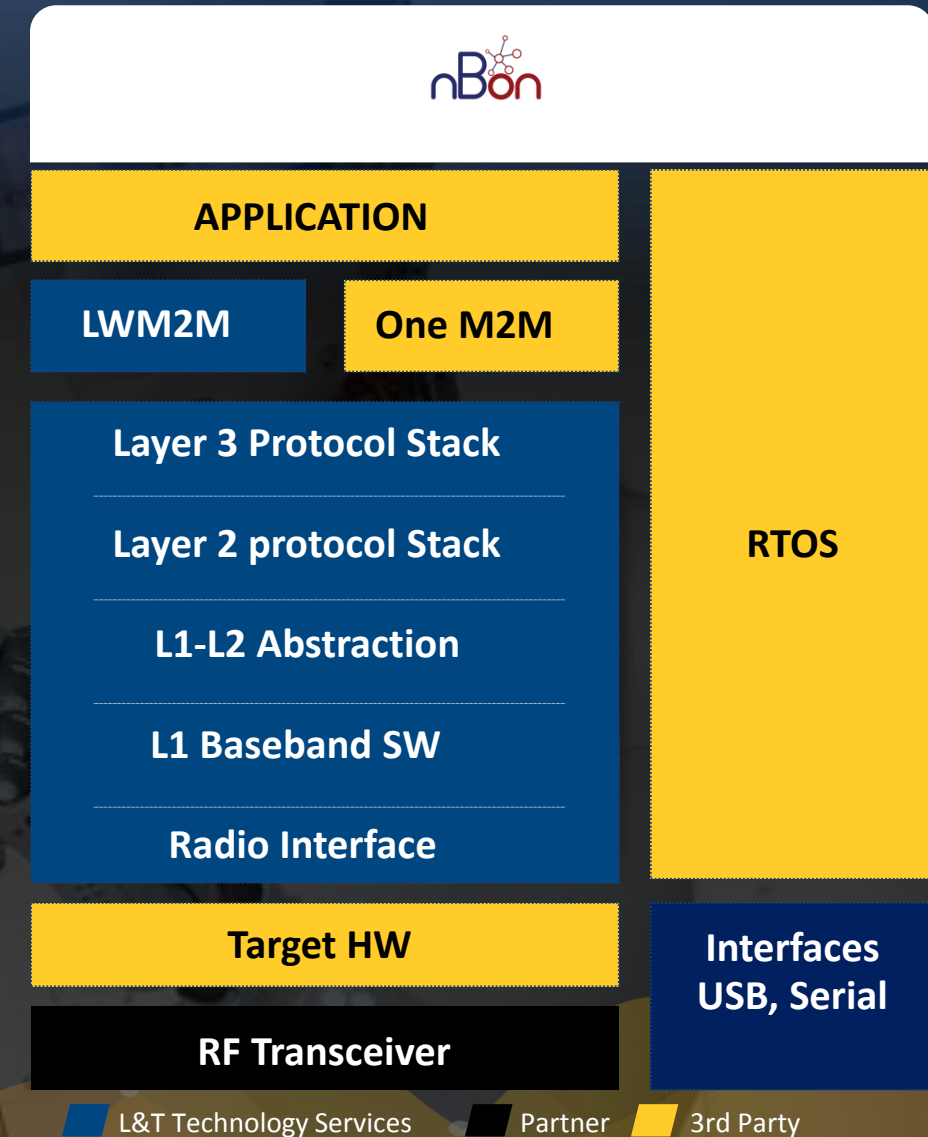 nBon
APPLICATION
LWM2M
One M2M
Layer 3 Protocol Stack
Layer 2 protocol Stack
L1-L2 Abstraction
L1 Baseband SW
Radio Interface
RTOS
Target HW
RF Transceiver
Interfaces
USB, Serial
L&T Technology Services
Partner
3rd Party